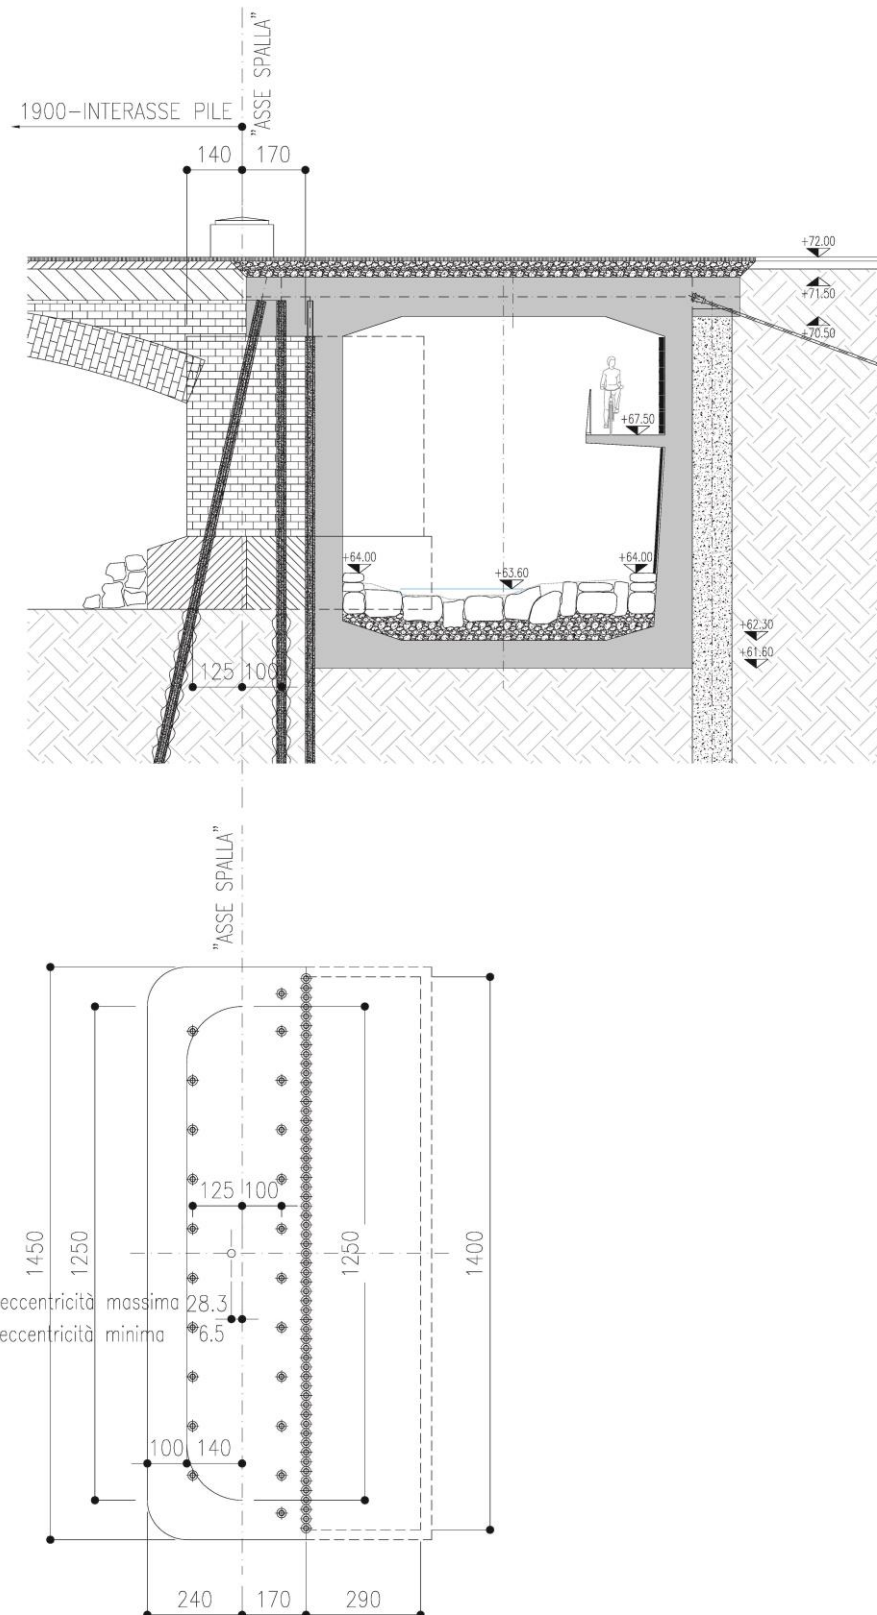 "ASSE SPALLA"
1900-INTERASSE PILE
140 170
+72.00
+71.50
+70.50
+67.50
+64.00 +64.00
+63.60
+62.30
+61.60
125 100
"ASSE SPALLA"
125 100
1450
1250
1250
1400
eccentricità massima 28.3
eccentricità minima 6.5
100 140
240 170 290